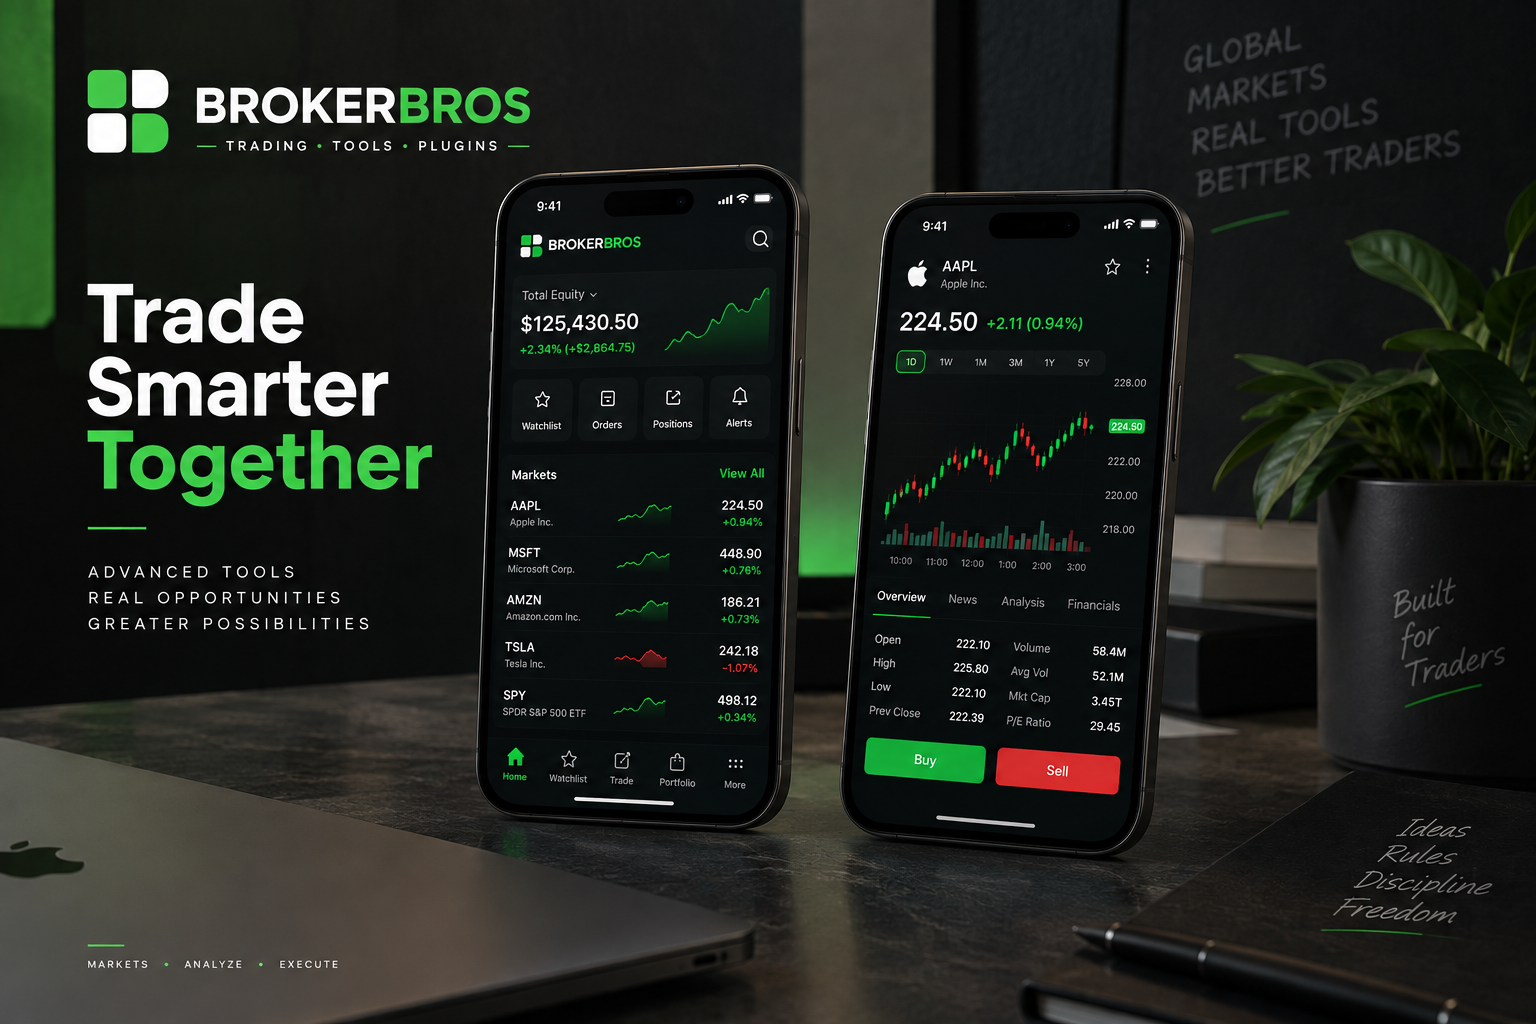 BROKERBROS
TRADING • TOOLS • PLUGINS
Trade
Smarter
Together
ADVANCED TOOLS
REAL OPPORTUNITIES
GREATER POSSIBILITIES
MARKETS • ANALYZE • EXECUTE
9:41
BROKERBROS
Total Equity
$125,430.50
+2.34% (+$2,864.75)
Watchlist Orders Positions Alerts
Markets View All
AAPL 224.50
Apple Inc. +0.94%
MSFT 448.90
Microsoft Corp. +0.76%
AMZN 186.21
Amazon.com Inc. +0.73%
TSLA 242.18
Tesla Inc. -1.07%
SPY 498.12
SPDR S&P 500 ETF +0.34%
Home Watchlist Trade Portfolio More
9:41
AAPL
Apple Inc.
224.50 +2.11 (0.94%)
1D 1W 1M 3M 1Y 5Y
228.00
224.50
222.00
220.00
218.00
10:00 11:00 12:00 1:00 2:00 3:00
Overview News Analysis Financials
Open 222.10 Volume 58.4M
High 225.80 Avg Vol 52.1M
Low 222.10 Mkt Cap 3.45T
Prev Close 222.39 P/E Ratio 29.45
Buy Sell
GLOBAL
MARKETS
REAL TOOLS
BETTER TRADERS
Built
for
Traders
Ideas
Rules
Discipline
Freedom